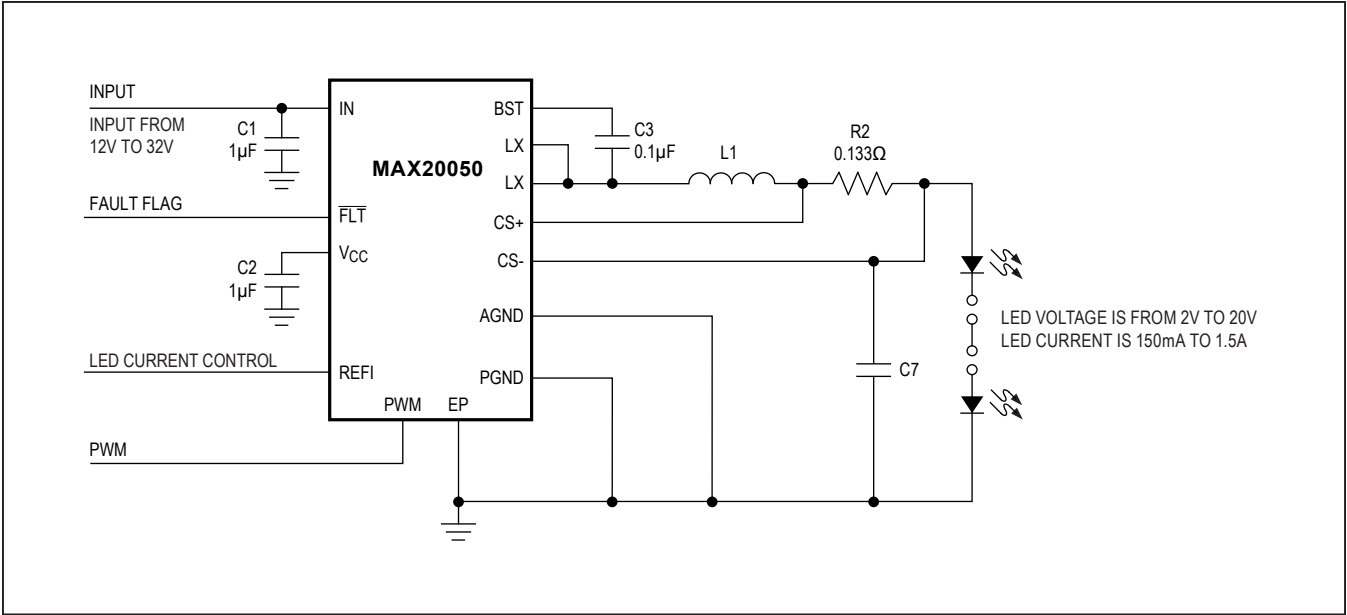 INPUT
INPUT FROM
12V TO 32V
C1
1µF
FAULT FLAG
C2
1µF
LED CURRENT CONTROL
PWM
IN
FLT
VCC
REFI
PWM EP
MAX20050
BST
LX
LX
CS+
CS-
AGND
PGND
C3
0.1µF
L1
R2
0.133Ω
C7
LED VOLTAGE IS FROM 2V TO 20V
LED CURRENT IS 150mA TO 1.5A